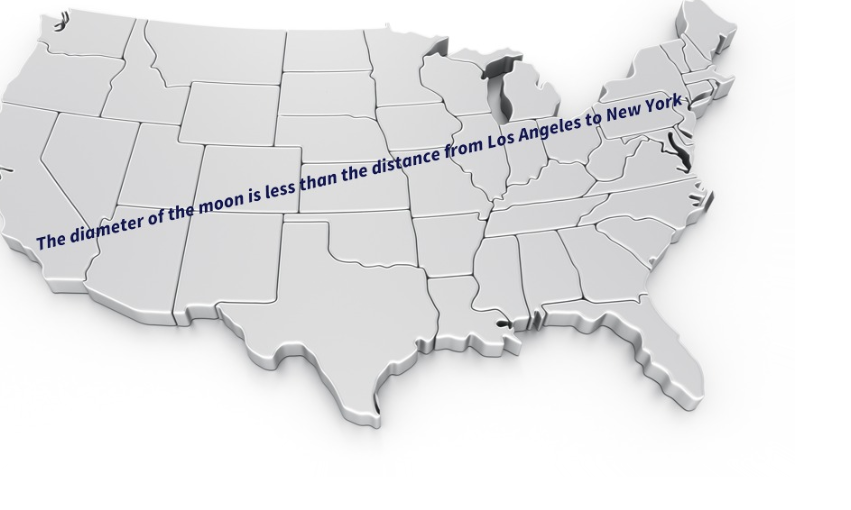 The diameter of the moon is less than the distance from Los Angeles to New York